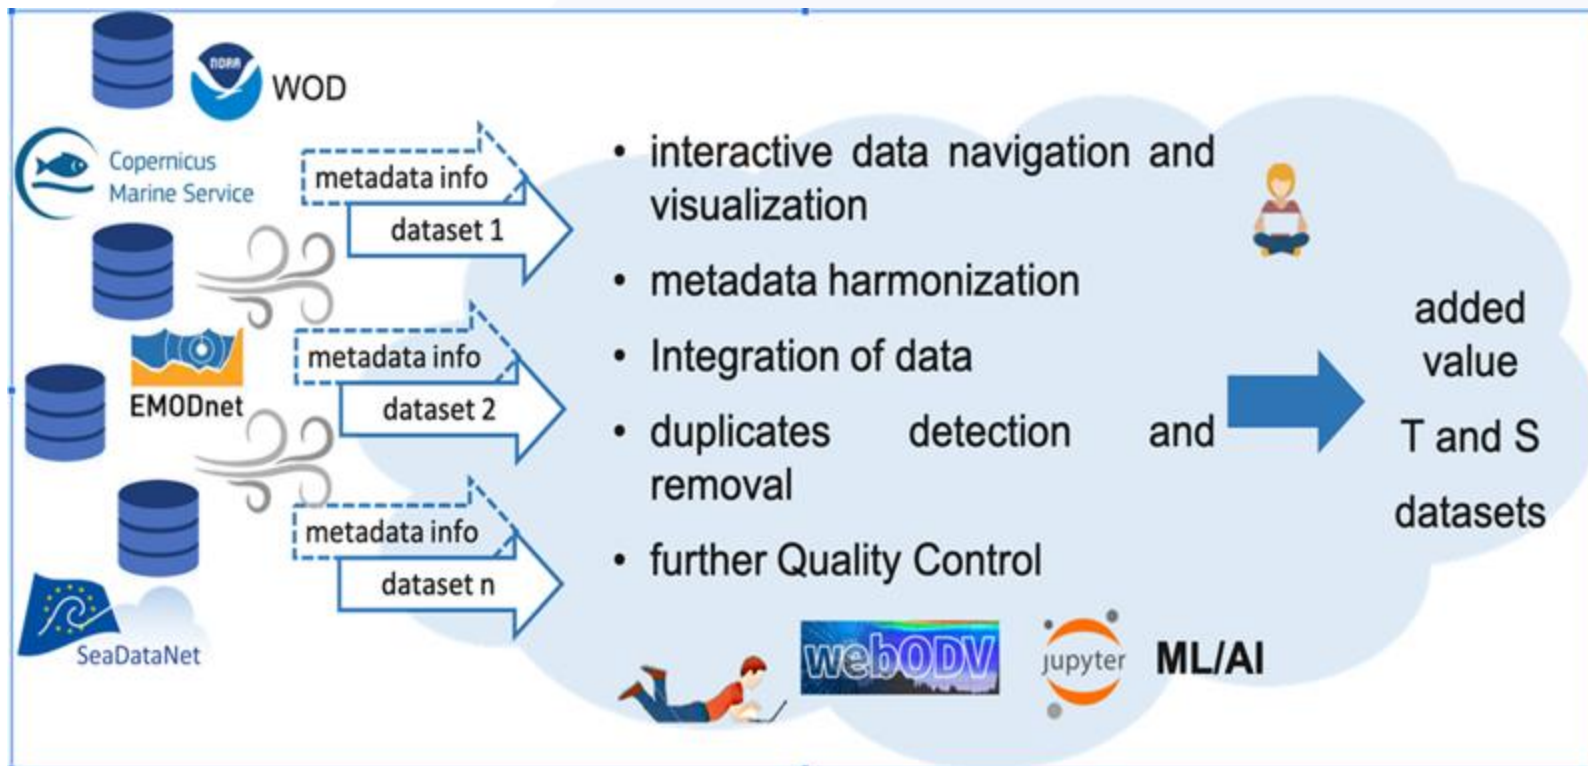 NOAA
WOD
Copernicus
Marine Service
metadata info
dataset 1
EMODnet
metadata info
dataset 2
metadata info
dataset n
SeaDataNet
• interactive data navigation and
visualization
• metadata harmonization
• Integration of data
• duplicates detection and
removal
• further Quality Control
webODV
jupyter
ML/AI
added
value
T and S
datasets